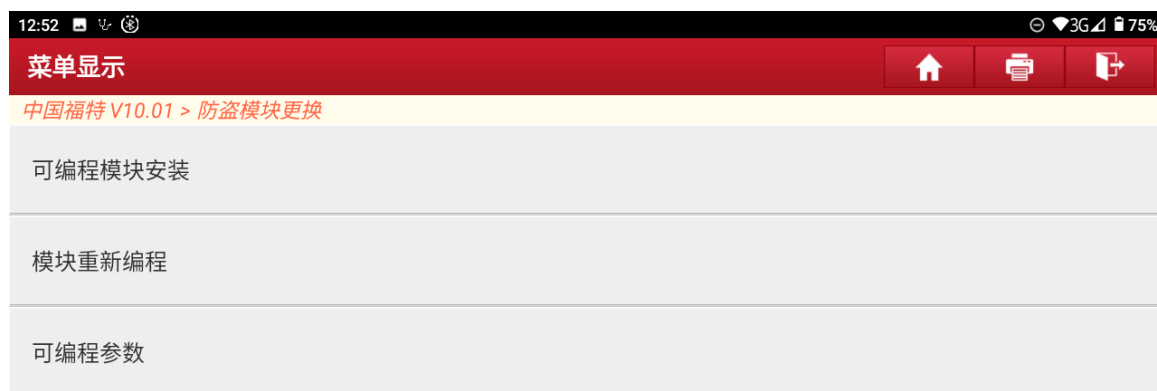 12:52 3G 75%
菜单显示
中国福特 V10.01 > 防盗模块更换
可编程模块安装
模块重新编程
可编程参数